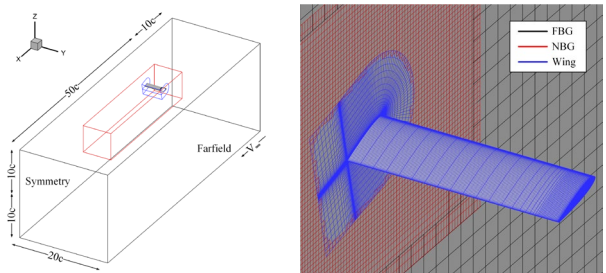 Z
Y
X
10c
50c
Farfield
V∞
Symmetry
10c
10c
20c
FBG
NBG
Wing